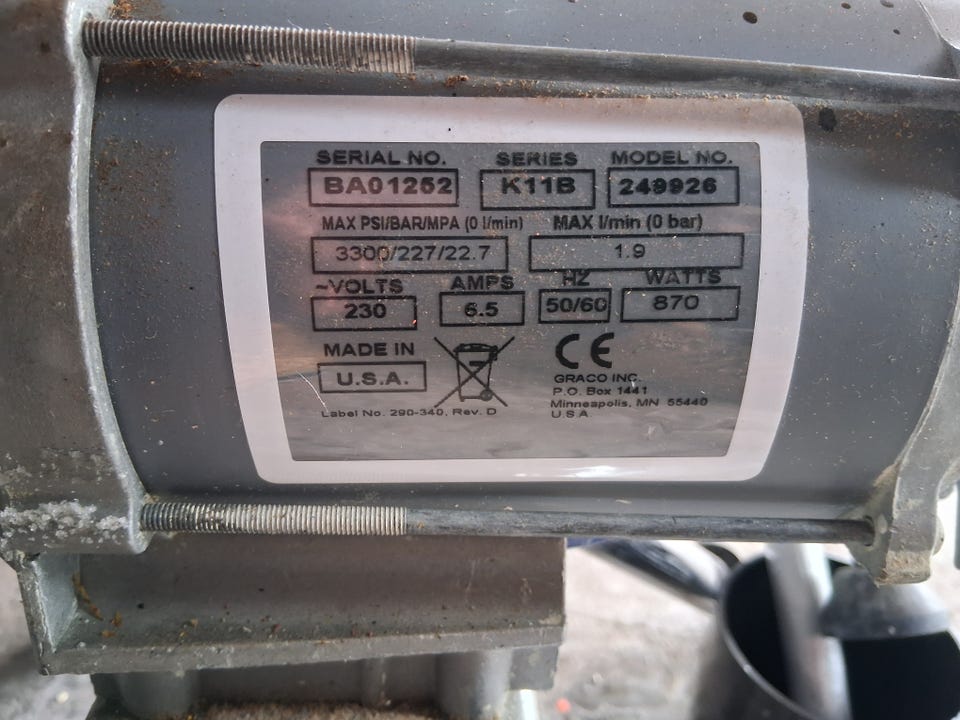 SERIAL NO. SERIES MODEL NO.
BA01252 K11B 249926
MAX PSI/BAR/MPA (0 l/min) MAX l/min (0 bar)
3300/227/22.7 1.9
~VOLTS AMPS HZ WATTS
230 6.5 50/60 870
MADE IN
U.S.A.
CE
GRACO INC.
P.O. Box 1441
Minneapolis, MN 55440
U.S.A.
Label No. 290-340, Rev. D